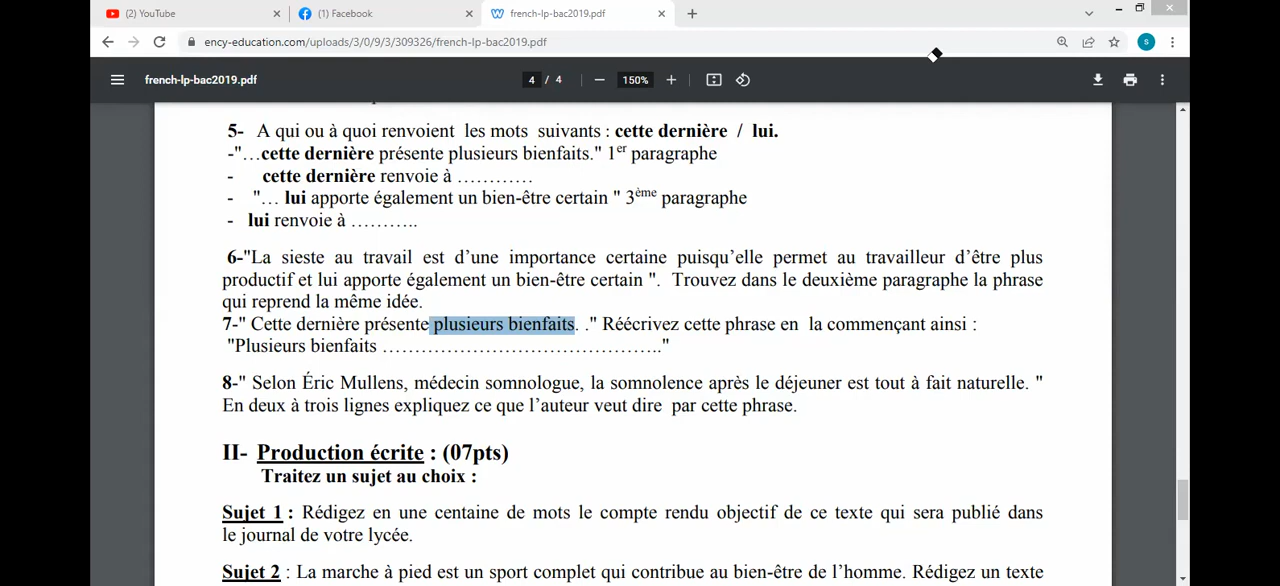 (2) YouTube
(1) Facebook
french-lp-bac2019.pdf
ency-education.com/uploads/3/0/9/3/309326/french-lp-bac2019.pdf
s
french-lp-bac2019.pdf
4 / 4
150%
5- A qui ou à quoi renvoient les mots suivants : cette dernière / lui.
-"…cette dernière présente plusieurs bienfaits." 1er paragraphe
- cette dernière renvoie à …………
- "… lui apporte également un bien-être certain " 3ème paragraphe
- lui renvoie à ………..
6-"La sieste au travail est d’une importance certaine puisqu’elle permet au travailleur d’être plus
productif et lui apporte également un bien-être certain ". Trouvez dans le deuxième paragraphe la phrase
qui reprend la même idée.
7-" Cette dernière présente plusieurs bienfaits. ." Réécrivez cette phrase en la commençant ainsi :
"Plusieurs bienfaits …………………………………….."
8-" Selon Éric Mullens, médecin somnologue, la somnolence après le déjeuner est tout à fait naturelle. "
En deux à trois lignes expliquez ce que l’auteur veut dire par cette phrase.
II- Production écrite : (07pts)
Traitez un sujet au choix :
Sujet 1 : Rédigez en une centaine de mots le compte rendu objectif de ce texte qui sera publié dans
le journal de votre lycée.
Sujet 2 : La marche à pied est un sport complet qui contribue au bien-être de l’homme. Rédigez un texte